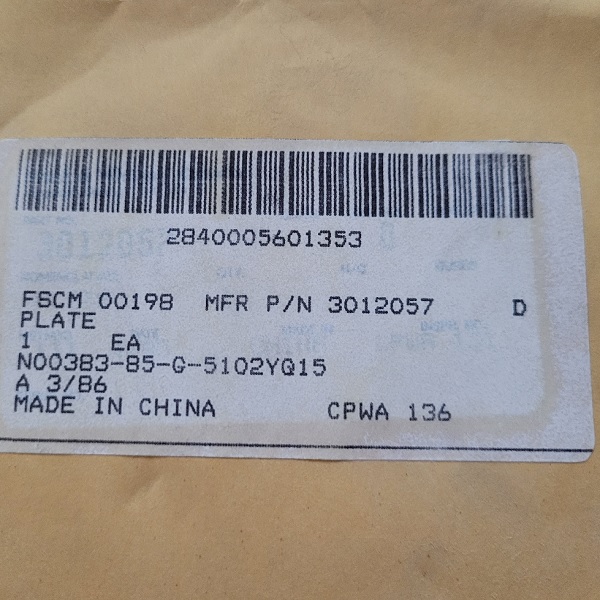 2840005601353
FSCM 00198 MFR P/N 3012057 D
PLATE
1 EA
N00383-85-G-5102YQ15
A 3/86
MADE IN CHINA CPWA 136